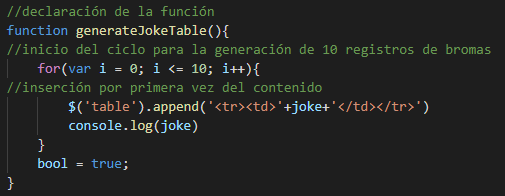 //declaración de la función
function generateJokeTable(){
//inicio del ciclo para la generación de 10 registros de bromas
    for(var i = 0; i <= 10; i++){
//inserción por primera vez del contenido
        $('table').append('<tr><td>'+joke+'</td></tr>')
        console.log(joke)
    }
    bool = true;
}